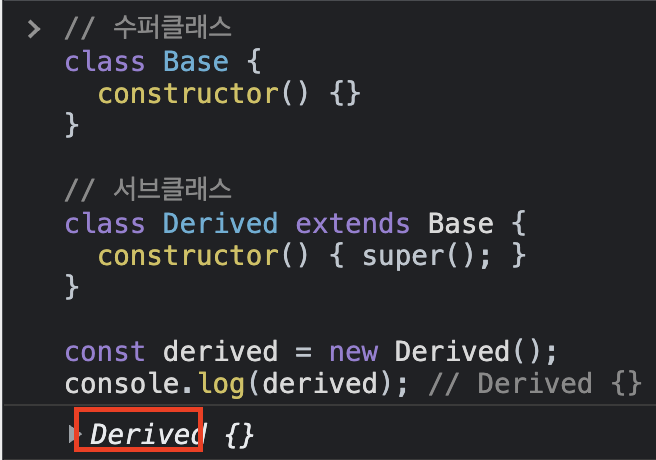 // 수퍼클래스
class Base {
  constructor() {}
}
// 서브클래스
class Derived extends Base {
  constructor() { super(); }
}
const derived = new Derived();
console.log(derived); // Derived {}
Derived {}